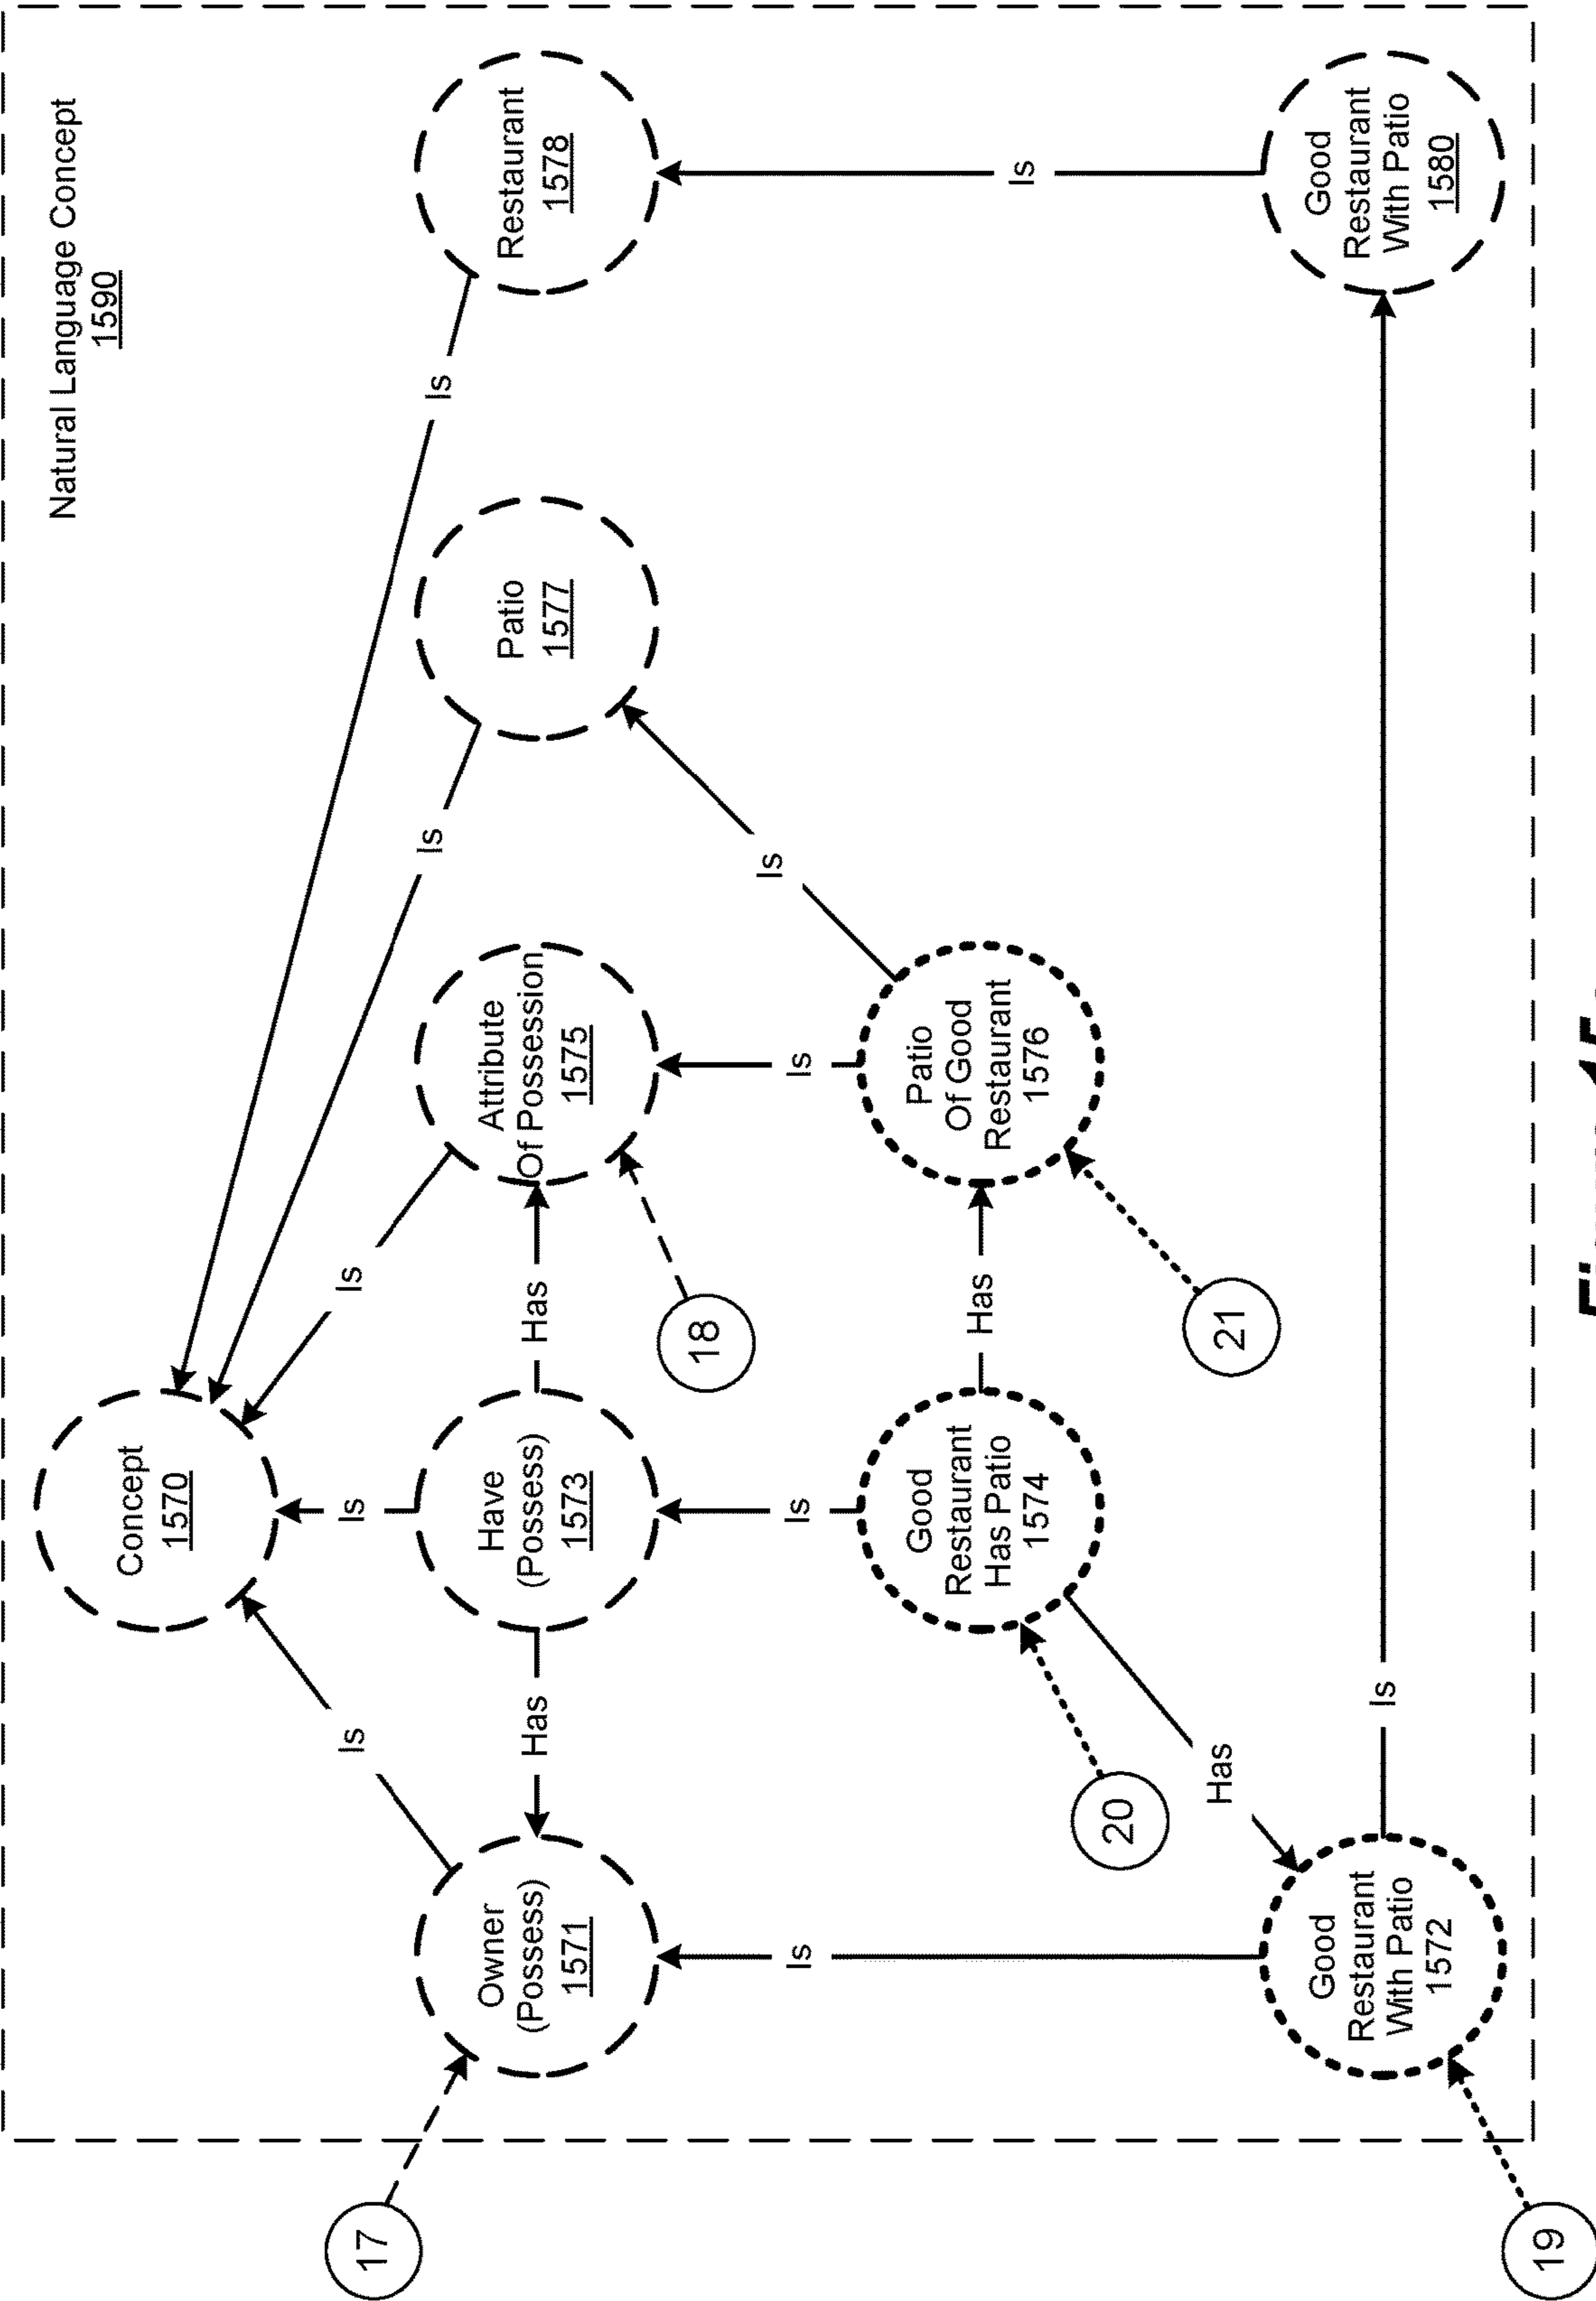 Natural Language Concept
1590
Concept
1570
Is
Is
Is
Is
Is
17
Owner
(Possess)
1571
Has
Have
(Possess)
1573
Has
Attribute
Of Possession
1575
Patio
1577
Restaurant
1578
18
Is
Is
Is
Is
Good
Restaurant
Has Patio
1574
Has
Patio
Of Good
Restaurant
1576
Is
20
Has
21
Good
Restaurant
With Patio
1572
Is
Good
Restaurant
With Patio
1580
19